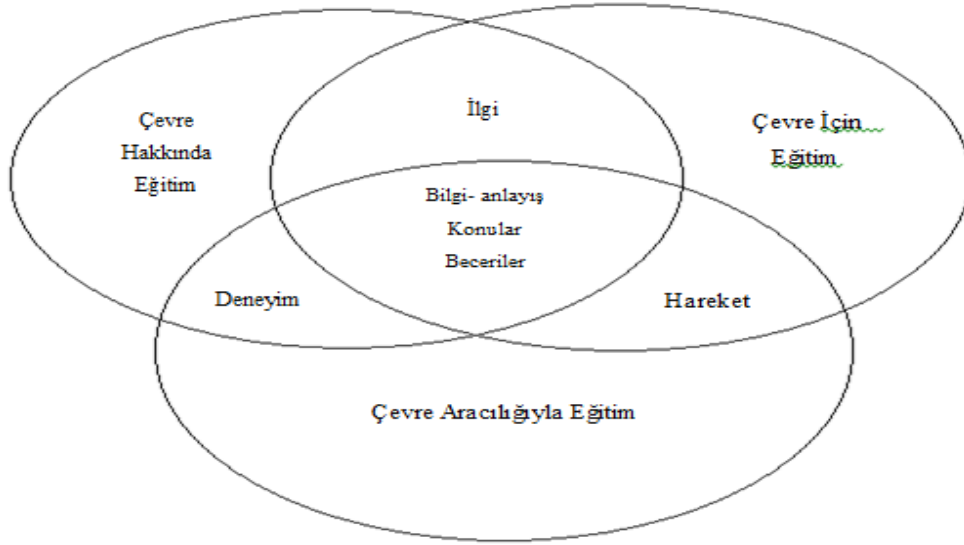 Çevre
Hakkında
Eğitim
İlgi
Çevre İçin
Eğitim
Bilgi- anlayış
Konular
Beceriler
Deneyim
Hareket
Çevre Aracılığıyla Eğitim